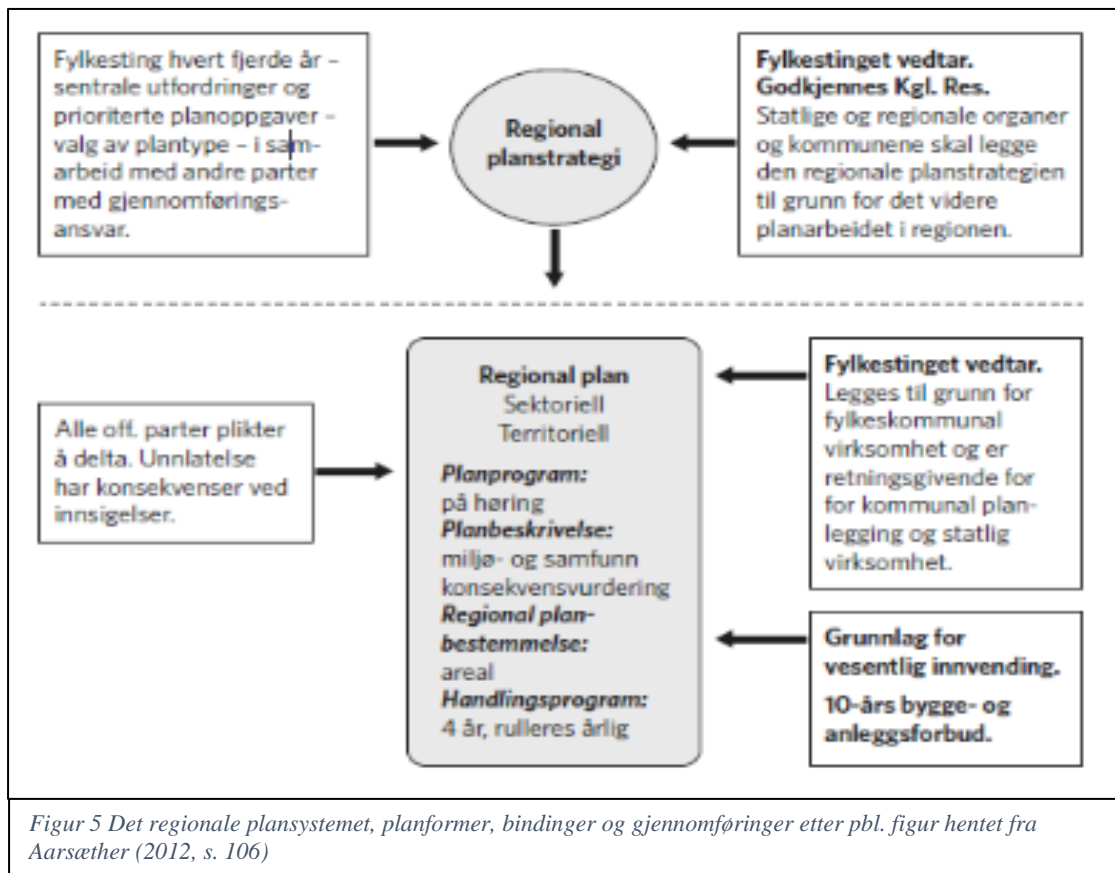 Fylkesting hvert fjerde år –
sentrale utfordringer og
prioriterte planoppgaver –
valg av plantype – i sam-
arbeid med andre parter
med gjennomførings-
ansvar.
Regional
planstrategi
Fylkestinget vedtar.
Godkjennes Kgl. Res.
Statlige og regionale organer
og kommunene skal legge
den regionale planstrategien
til grunn for det videre
planarbeidet i regionen.
Alle off. parter plikter
å delta. Unnlatelse
har konsekvenser ved
innsigelser.
Regional plan
Sektoriell
Territoriell
Planprogram:
på høring
Planbeskrivelse:
miljø- og samfunn
konsekvensvurdering
Regional plan-
bestemmelse:
areal
Handlingsprogram:
4 år, rulleres årlig
Fylkestinget vedtar.
Legges til grunn for
fylkeskommunal
virksomhet og er
retningsgivende for
for kommunal plan-
legging og statlig
virksomhet.
Grunnlag for
vesentlig innvending.
10-års bygge- og
anleggsforbud.
Figur 5 Det regionale plansystemet, planformer, bindinger og gjennomføringer etter pbl. figur hentet fra
Aarsæther (2012, s. 106)